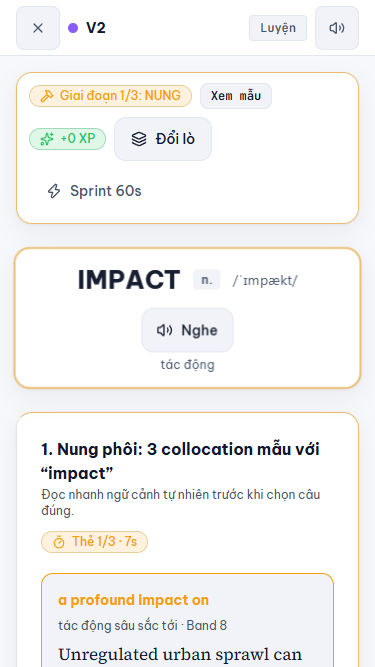 V2
Luyện
Giai đoạn 1/3: NUNG
Xem mẫu
+0 XP
Đổi lò
Sprint 60s
IMPACT n. /ˈɪmpækt/
Nghe
tác động
1. Nung phôi: 3 collocation mẫu với
“impact”
Đọc nhanh ngữ cảnh tự nhiên trước khi chọn câu
đúng.
Thẻ 1/3 · 7s
a profound impact on
tác động sâu sắc tới · Band 8
Unregulated urban sprawl can